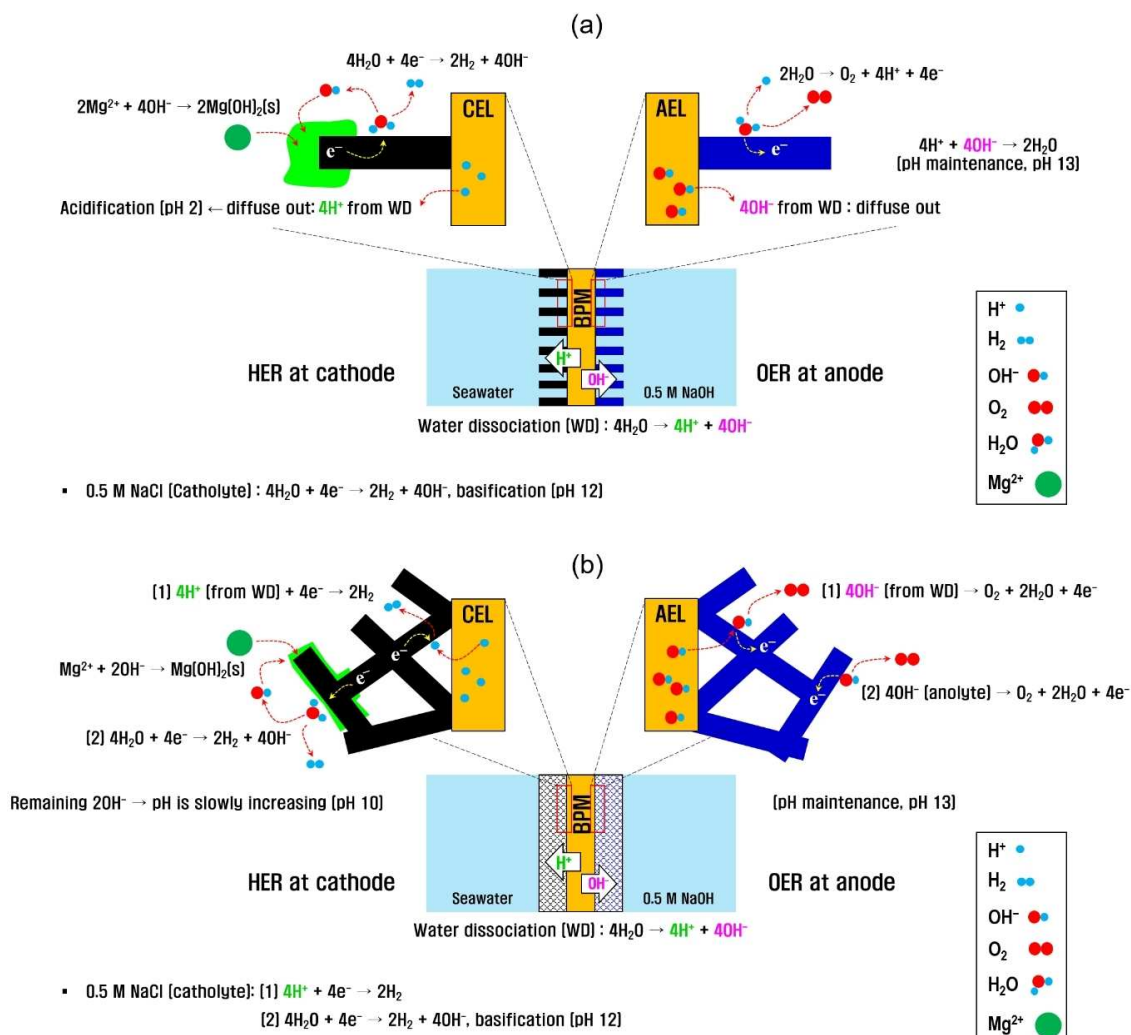 (a)
4H₂O + 4e⁻ → 2H₂ + 4OH⁻
2Mg²⁺ + 4OH⁻ → 2Mg(OH)₂(s)
CEL
e⁻
Acidification (pH 2) ← diffuse out: 4H⁺ from WD
AEL
2H₂O → O₂ + 4H⁺ + 4e⁻
e⁻
4H⁺ + 4OH⁻ → 2H₂O
(pH maintenance, pH 13)
4OH⁻ from WD : diffuse out
BPM
H⁺
OH⁻
HER at cathode
Seawater
0.5 M NaOH
OER at anode
Water dissociation (WD) : 4H₂O → 4H⁺ + 4OH⁻
▪ 0.5 M NaCl (Catholyte) : 4H₂O + 4e⁻ → 2H₂ + 4OH⁻, basification (pH 12)
H⁺
H₂
OH⁻
O₂
H₂O
Mg²⁺
(b)
(1) 4H⁺ (from WD) + 4e⁻ → 2H₂
CEL
Mg²⁺ + 2OH⁻ → Mg(OH)₂(s)
e⁻
e⁻
(2) 4H₂O + 4e⁻ → 2H₂ + 4OH⁻
Remaining 2OH⁻ → pH is slowly increasing (pH 10)
AEL
(1) 4OH⁻ (from WD) → O₂ + 2H₂O + 4e⁻
e⁻
e⁻
(2) 4OH⁻ (anolyte) → O₂ + 2H₂O + 4e⁻
(pH maintenance, pH 13)
BPM
H⁺
OH⁻
HER at cathode
Seawater
0.5 M NaOH
OER at anode
Water dissociation (WD) : 4H₂O → 4H⁺ + 4OH⁻
▪ 0.5 M NaCl (catholyte): (1) 4H⁺ + 4e⁻ → 2H₂
(2) 4H₂O + 4e⁻ → 2H₂ + 4OH⁻, basification (pH 12)
H⁺
H₂
OH⁻
O₂
H₂O
Mg²⁺